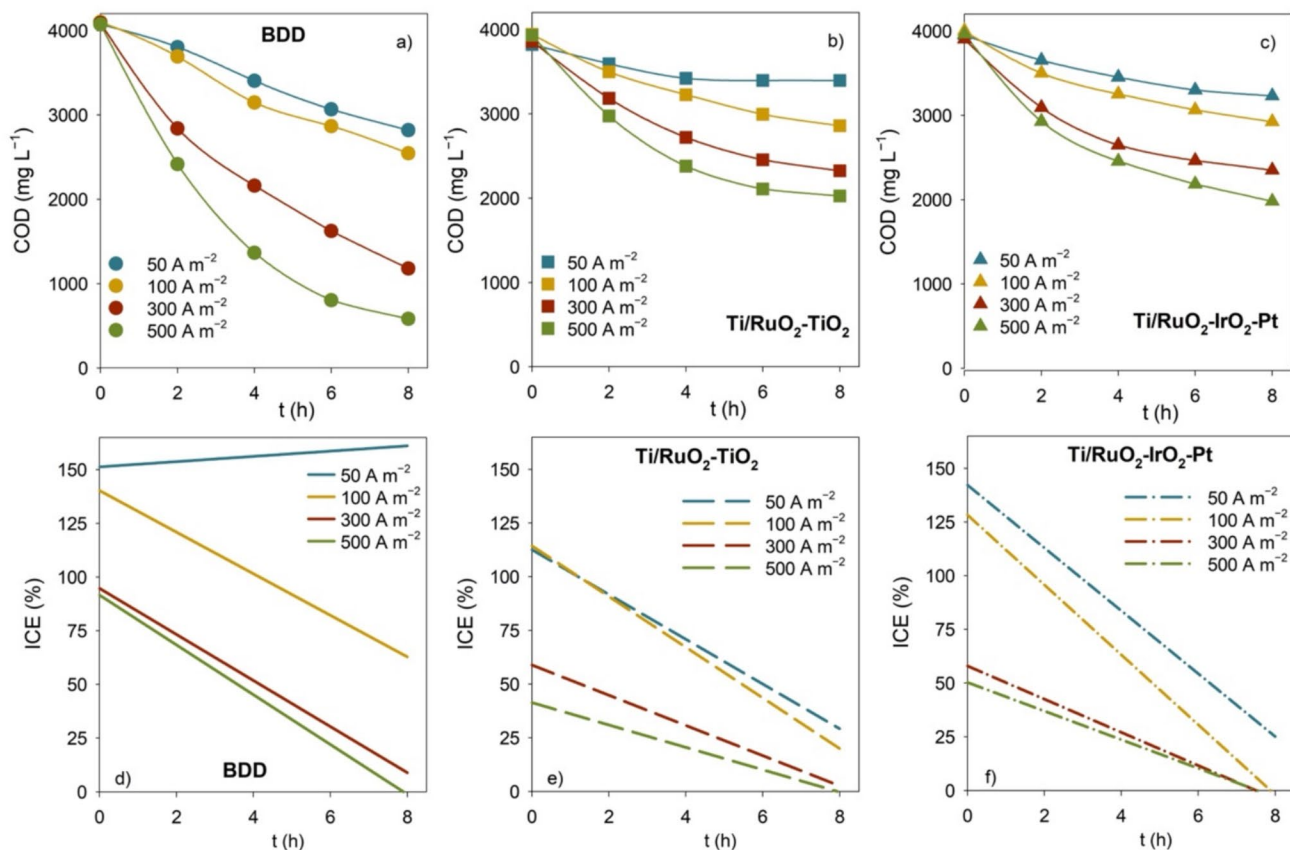 BDD
a)
4000
3000
2000
1000
0
COD (mg L⁻¹)
50 A m⁻²
100 A m⁻²
300 A m⁻²
500 A m⁻²
0 2 4 6 8
t (h)
b)
4000
3000
2000
1000
0
COD (mg L⁻¹)
50 A m⁻²
100 A m⁻²
300 A m⁻²
500 A m⁻²
Ti/RuO₂-TiO₂
0 2 4 6 8
t (h)
c)
4000
3000
2000
1000
0
COD (mg L⁻¹)
50 A m⁻²
100 A m⁻²
300 A m⁻²
500 A m⁻²
Ti/RuO₂-IrO₂-Pt
0 2 4 6 8
t (h)
150
125
100
75
50
25
0
ICE (%)
50 A m⁻²
100 A m⁻²
300 A m⁻²
500 A m⁻²
d)
BDD
0 2 4 6 8
t (h)
Ti/RuO₂-TiO₂
150
125
100
75
50
25
0
ICE (%)
50 A m⁻²
100 A m⁻²
300 A m⁻²
500 A m⁻²
e)
0 2 4 6 8
t (h)
Ti/RuO₂-IrO₂-Pt
150
125
100
75
50
25
0
ICE (%)
50 A m⁻²
100 A m⁻²
300 A m⁻²
500 A m⁻²
f)
0 2 4 6 8
t (h)